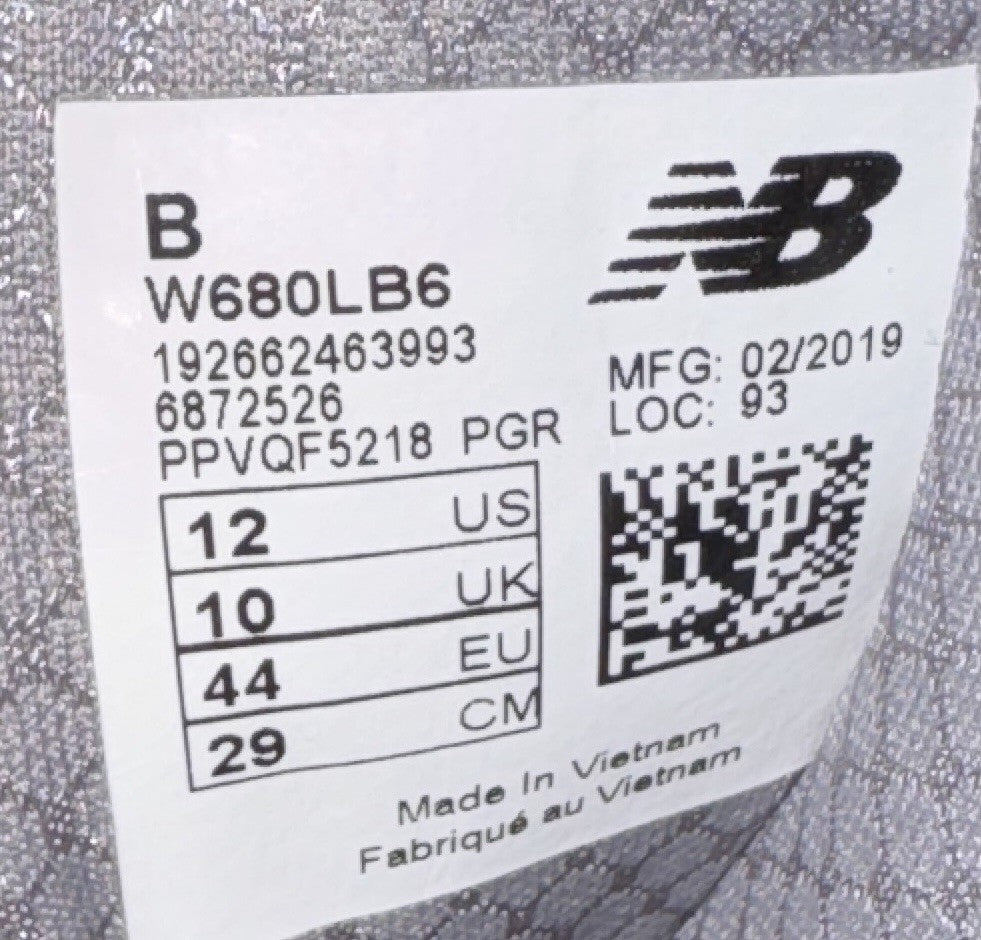 B
W680LB6
192662463993
6872526
PPVQF5218 PGR
NB
MFG: 02/2019
LOC: 93
12 US
10 UK
44 EU
29 CM
Made In Vietnam
Fabriqué au Vietnam